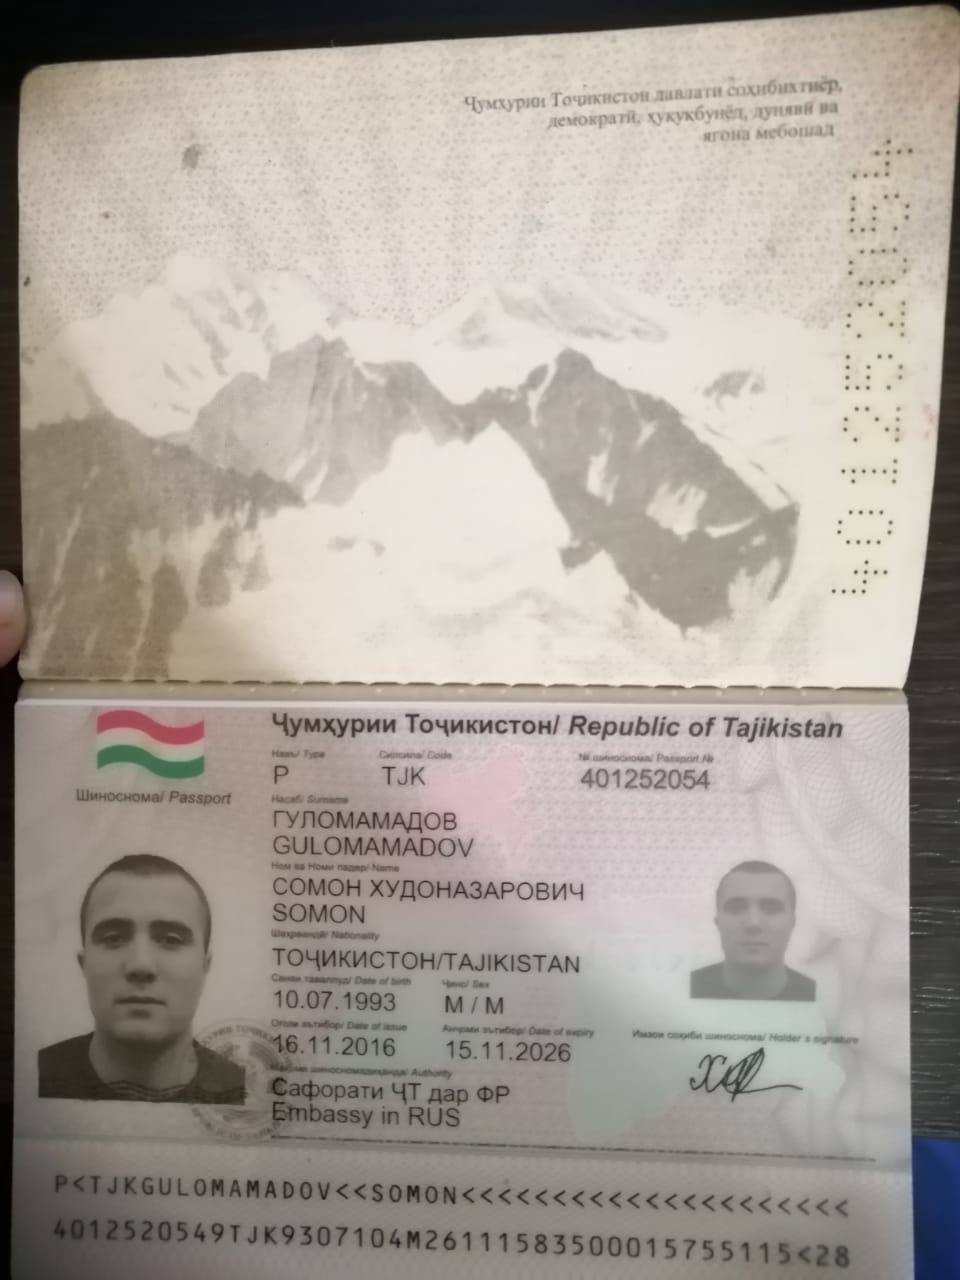 Ҷумҳурии Тоҷикистон давлати соҳибихтиёр,
демократӣ, ҳуқуқбунёд, дунявӣ ва
ягона мебошад
401252054
Ҷумҳурии Тоҷикистон/ Republic of Tajikistan
Шиноснома/ Passport
Навъ/ Type Силсила/ Code № шиноснома/ Passport №
P TJK 401252054
Насаб/ Surname
ГУЛОМАМАДОВ
GULOMAMADOV
Ном ва Номи падар/ Name
СОМОН ХУДОНАЗАРОВИЧ
SOMON
Шаҳрвандӣ/ Nationality
ТОҶИКИСТОН/TAJIKISTAN
Санаи таваллуд/ Date of birth Ҷинс/ Sex
10.07.1993 M / M
Оғози эътибор/ Date of issue Анҷоми эътибор/ Date of expiry Имзои соҳиби шиноснома/ Holder's signature
16.11.2016 15.11.2026
Мақоми шиносномадиҳанда/ Authority
Сафорати ҶТ дар ФР
Embassy in RUS
P<TJKGULOMAMADOV<<SOMON<<<<<<<<<<<<<<<<<<<<<
4012520549TJK9307104M26111583500015755115<28